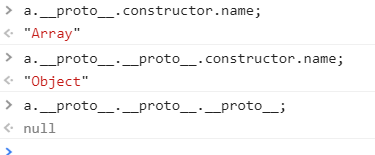 > a.__proto__.constructor.name;
<· "Array"
> a.__proto__.__proto__.constructor.name;
<· "Object"
> a.__proto__.__proto__.__proto__;
<· null
>